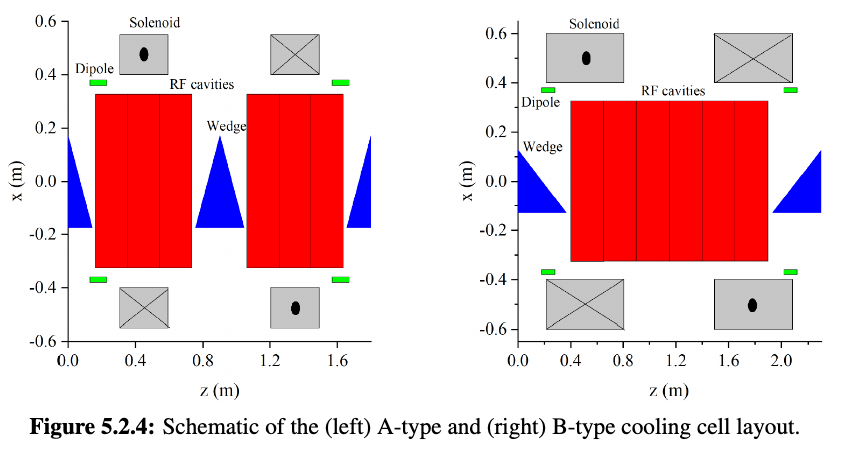 Solenoid
0.6
0.4
Dipole
RF cavities
0.2
Wedge
0.0
x (m)
-0.2
-0.4
-0.6
0.0 0.4 0.8 1.2 1.6
z (m)
Solenoid
0.6
0.4
RF cavities
Dipole
0.2
Wedge
0.0
x (m)
-0.2
-0.4
-0.6
0.0 0.4 0.8 1.2 1.6 2.0
z (m)
Figure 5.2.4: Schematic of the (left) A-type and (right) B-type cooling cell layout.